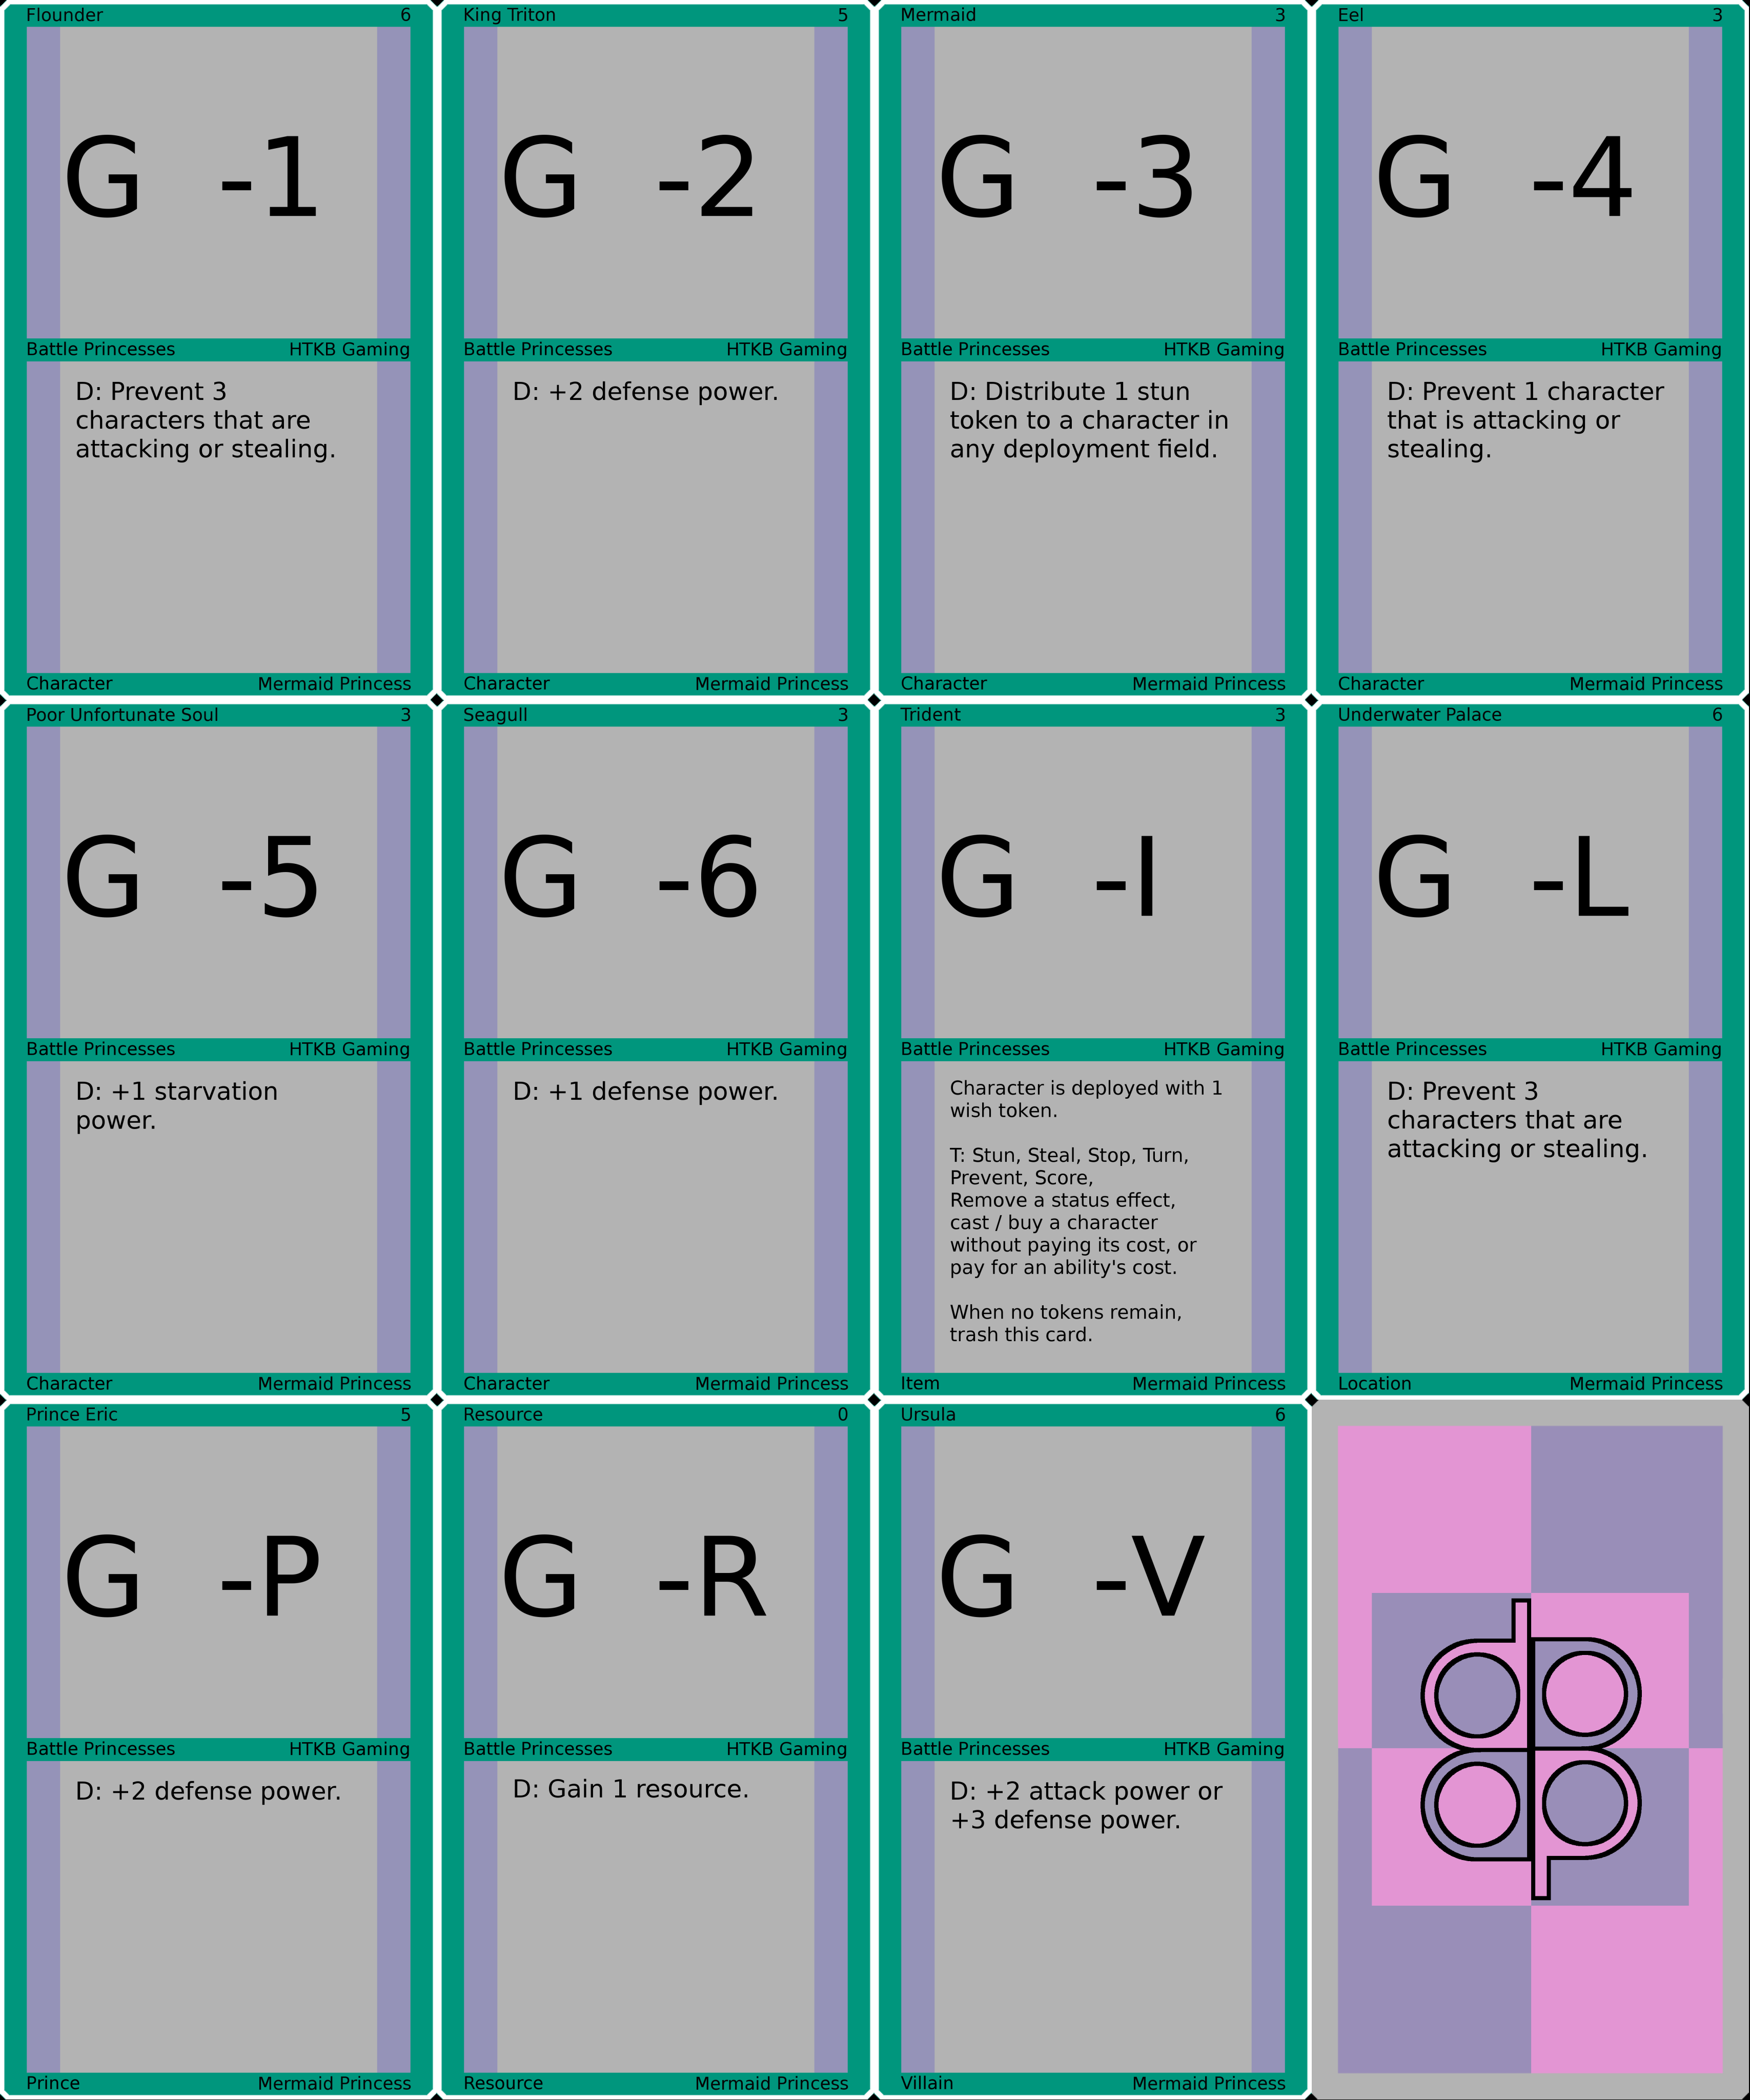 Flounder 6
G -1
Battle Princesses HTKB Gaming
D: Prevent 3
characters that are
attacking or stealing.
Character Mermaid Princess
King Triton 5
G -2
Battle Princesses HTKB Gaming
D: +2 defense power.
Character Mermaid Princess
Mermaid 3
G -3
Battle Princesses HTKB Gaming
D: Distribute 1 stun
token to a character in
any deployment field.
Character Mermaid Princess
Eel 3
G -4
Battle Princesses HTKB Gaming
D: Prevent 1 character
that is attacking or
stealing.
Character Mermaid Princess
Poor Unfortunate Soul 3
G -5
Battle Princesses HTKB Gaming
D: +1 starvation
power.
Character Mermaid Princess
Seagull 3
G -6
Battle Princesses HTKB Gaming
D: +1 defense power.
Character Mermaid Princess
Trident 3
G -I
Battle Princesses HTKB Gaming
Character is deployed with 1
wish token.
T: Stun, Steal, Stop, Turn,
Prevent, Score,
Remove a status effect,
cast / buy a character
without paying its cost, or
pay for an ability's cost.
When no tokens remain,
trash this card.
Item Mermaid Princess
Underwater Palace 6
G -L
Battle Princesses HTKB Gaming
D: Prevent 3
characters that are
attacking or stealing.
Location Mermaid Princess
Prince Eric 5
G -P
Battle Princesses HTKB Gaming
D: +2 defense power.
Prince Mermaid Princess
Resource 0
G -R
Battle Princesses HTKB Gaming
D: Gain 1 resource.
Resource Mermaid Princess
Ursula 6
G -V
Battle Princesses HTKB Gaming
D: +2 attack power or
+3 defense power.
Villain Mermaid Princess